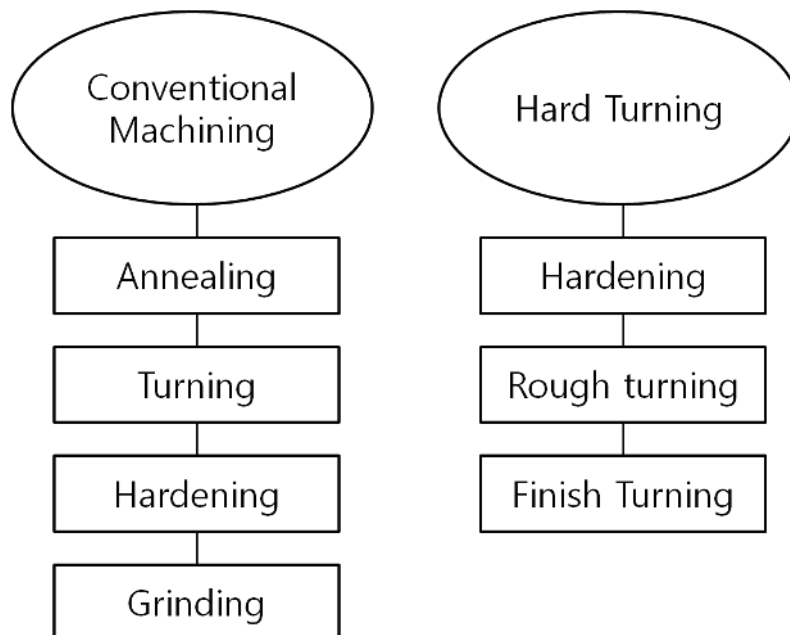 Conventional
Machining
Annealing
Turning
Hardening
Grinding
Hard Turning
Hardening
Rough turning
Finish Turning